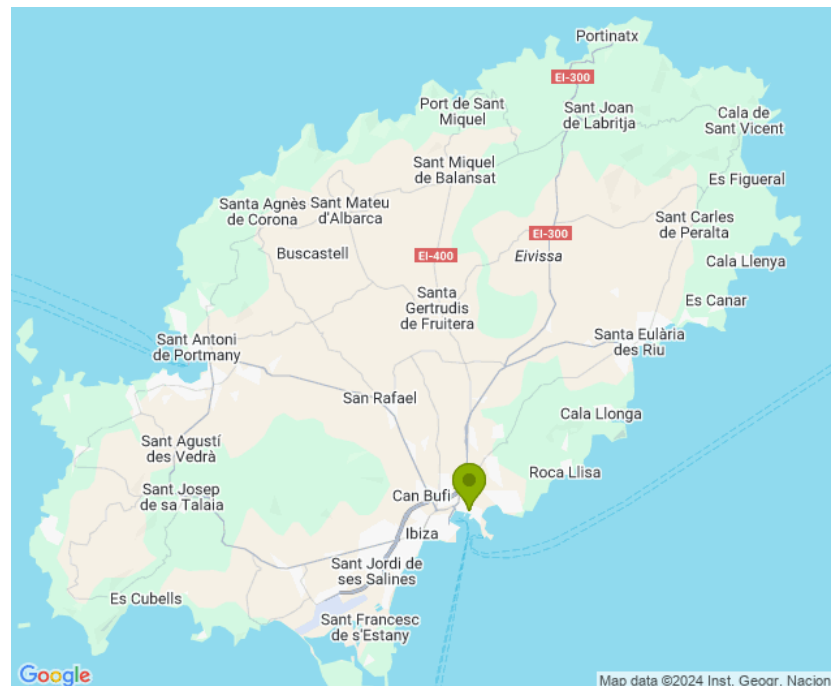 Portinatx
EI-300
Port de Sant
Miquel
Sant Joan
de Labritja
Cala de
Sant Vicent
Sant Miquel
de Balansat
Es Figueral
Santa Agnès
de Corona
Sant Mateu
d'Albarca
Sant Carles
de Peralta
EI-300
Buscastell
EI-400
Eivissa
Cala Llenya
Santa
Gertrudis
de Fruitera
Es Canar
Sant Antoni
de Portmany
Santa Eulària
des Riu
San Rafael
Cala Llonga
Sant Agustí
des Vedrà
Roca Llisa
Sant Josep
de sa Talaia
Can Bufí
Ibiza
Sant Jordi de
ses Salines
Es Cubells
Sant Francesc
de s'Estany
Google
Map data ©2024 Inst. Geogr. Nacion